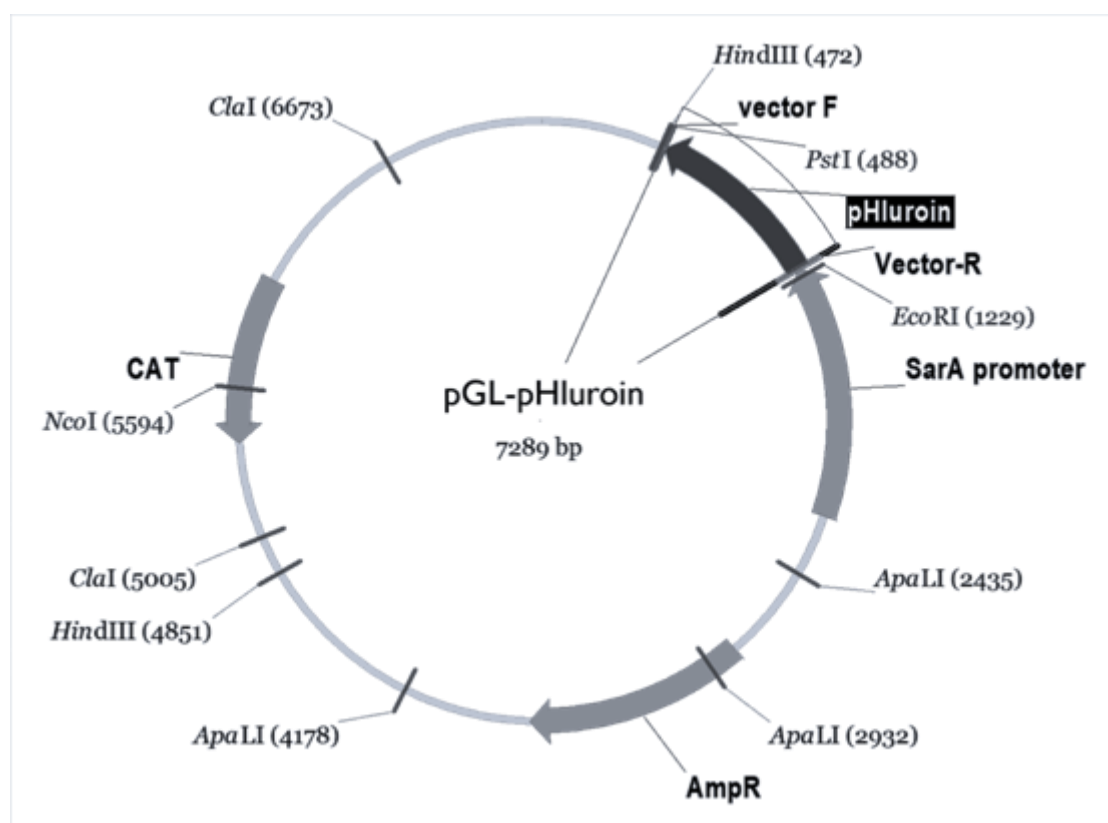 HindIII (472)
vector F
ClaI (6673)
PstI (488)
pHluroin
Vector-R
EcoRI (1229)
CAT
SarA promoter
pGL-pHluroin
NcoI (5594)
7289 bp
ClaI (5005)
ApaLI (2435)
HindIII (4851)
ApaLI (4178)
ApaLI (2932)
AmpR